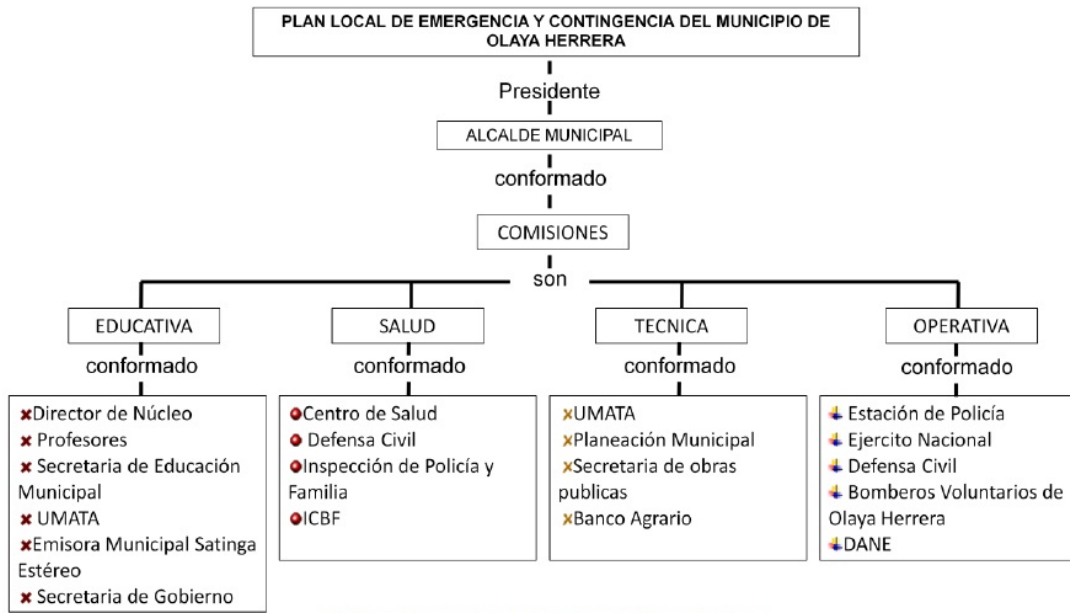 PLAN LOCAL DE EMERGENCIA Y CONTINGENCIA DEL MUNICIPIO DE
OLAYA HERRERA
Presidente
ALCALDE MUNICIPAL
conformado
COMISIONES
son
EDUCATIVA
conformado
Director de Núcleo
Profesores
Secretaria de Educación
Municipal
UMATA
Emisora Municipal Satinga
Estéreo
Secretaria de Gobierno
SALUD
conformado
Centro de Salud
Defensa Civil
Inspección de Policía y
Familia
ICBF
TECNICA
conformado
UMATA
Planeación Municipal
Secretaria de obras
publicas
Banco Agrario
OPERATIVA
conformado
Estación de Policía
Ejercito Nacional
Defensa Civil
Bomberos Voluntarios de
Olaya Herrera
DANE